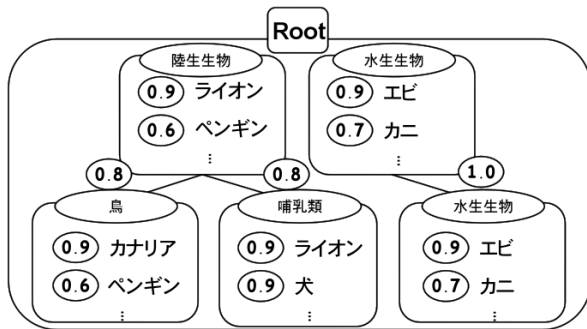 Root
陸生生物
0.9 ライオン
0.6 ペンギン
⋮
水生生物
0.9 エビ
0.7 カニ
⋮
0.8
0.8
1.0
鳥
0.9 カナリア
0.6 ペンギン
⋮
哺乳類
0.9 ライオン
0.9 犬
⋮
水生生物
0.9 エビ
0.7 カニ
⋮